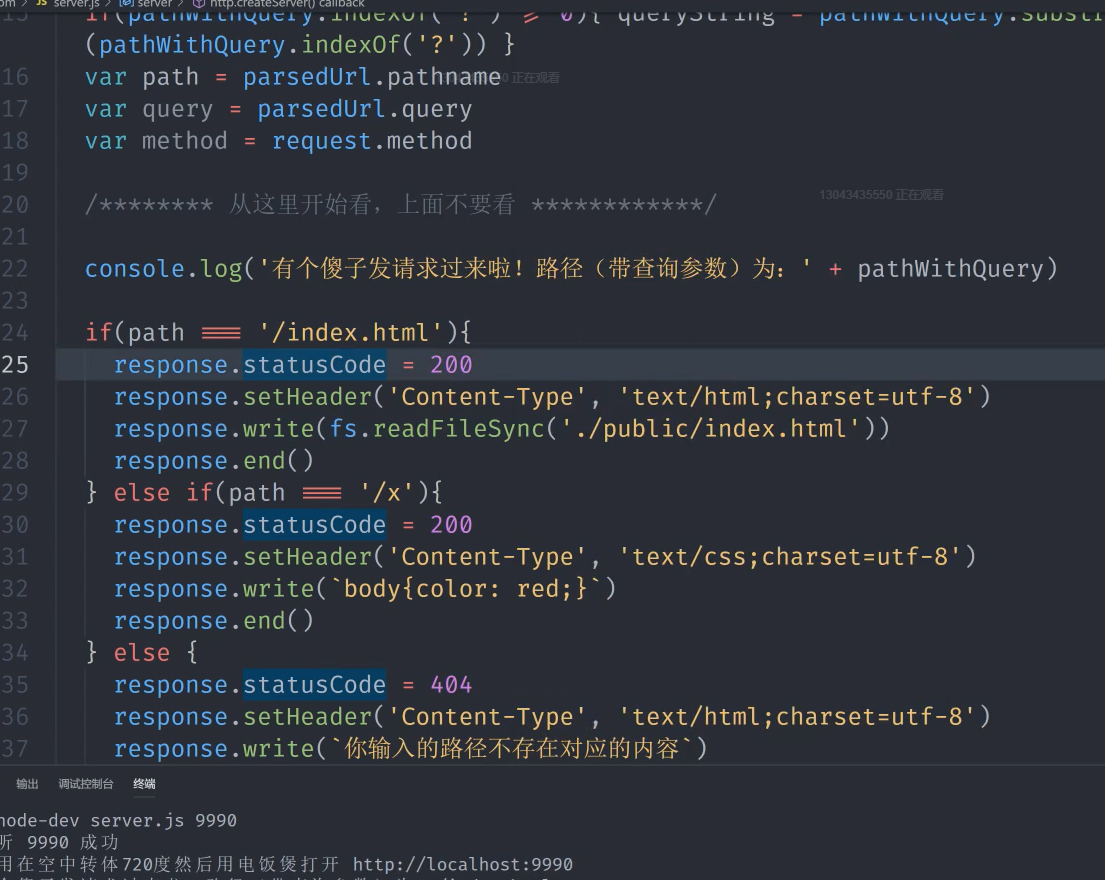 server.js > server > http.createServer() callback
if(pathWithQuery.indexOf('?') >= 0){ queryString = pathWithQuery.substr
(pathWithQuery.indexOf('?')) }
16 var path = parsedUrl.pathname
正在观看
17 var query = parsedUrl.query
18 var method = request.method
19
13043435550 正在观看
20 /******** 从这里开始看，上面不要看 ************/
21
22 console.log('有个傻子发请求过来啦！路径（带查询参数）为：' + pathWithQuery)
23
24 if(path === '/index.html'){
25 response.statusCode = 200
26 response.setHeader('Content-Type', 'text/html;charset=utf-8')
27 response.write(fs.readFileSync('./public/index.html'))
28 response.end()
29 } else if(path === '/x'){
30 response.statusCode = 200
31 response.setHeader('Content-Type', 'text/css;charset=utf-8')
32 response.write(`body{color: red;}`)
33 response.end()
34 } else {
35 response.statusCode = 404
36 response.setHeader('Content-Type', 'text/html;charset=utf-8')
37 response.write(`你输入的路径不存在对应的内容`)
输出 调试控制台 终端
node-dev server.js 9990
听 9990 成功
用在空中转体720度然后用电饭煲打开 http://localhost:9990